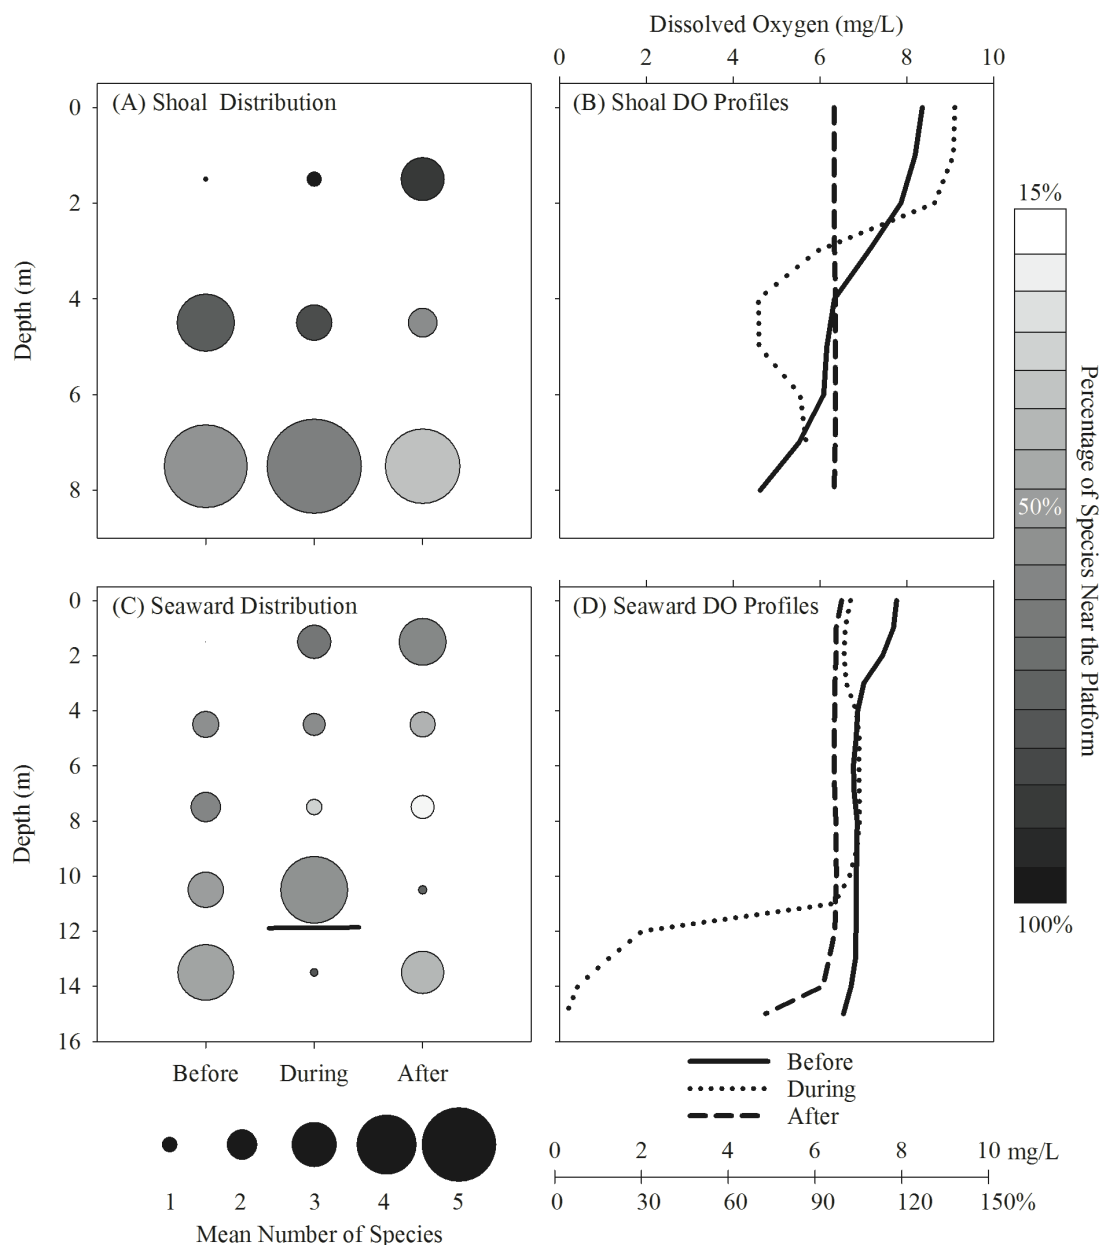 Dissolved Oxygen (mg/L)
0 2 4 6 8 10
(A) Shoal Distribution
(B) Shoal DO Profiles
0
2
4
6
8
Depth (m)
15%
50%
100%
Percentage of Species Near the Platform
(C) Seaward Distribution
(D) Seaward DO Profiles
0
2
4
6
8
10
12
14
16
Depth (m)
Before During After
Before
During
After
1 2 3 4 5
Mean Number of Species
0 2 4 6 8 10 mg/L
0 30 60 90 120 150%